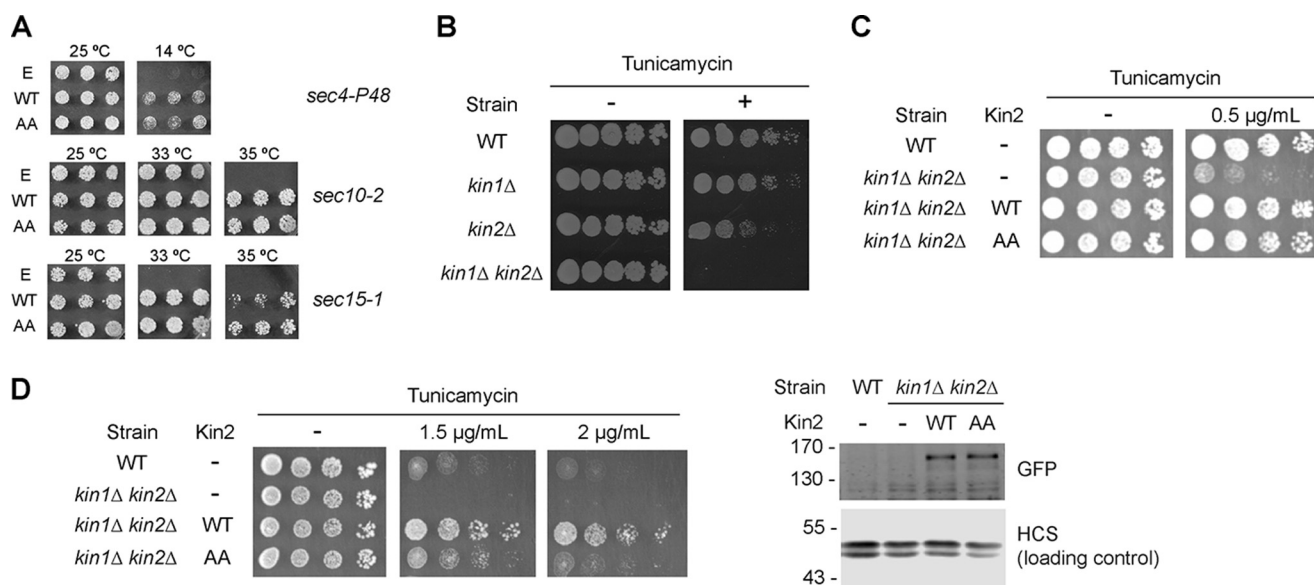 A
25 ºC 14 ºC
E
WT
AA
sec4-P48
25 ºC 33 ºC 35 ºC
E
WT
AA
sec10-2
25 ºC 33 ºC 35 ºC
E
WT
AA
sec15-1
B
Tunicamycin
Strain - +
WT
kin1Δ
kin2Δ
kin1Δ kin2Δ
C
Tunicamycin
Strain Kin2 - 0.5 µg/mL
WT -
kin1Δ kin2Δ -
kin1Δ kin2Δ WT
kin1Δ kin2Δ AA
D
Tunicamycin
Strain Kin2 - 1.5 µg/mL 2 µg/mL
WT -
kin1Δ kin2Δ -
kin1Δ kin2Δ WT
kin1Δ kin2Δ AA
Strain WT kin1Δ kin2Δ
Kin2 - - WT AA
170 -
130 -
GFP
55 -
43 -
HCS
(loading control)